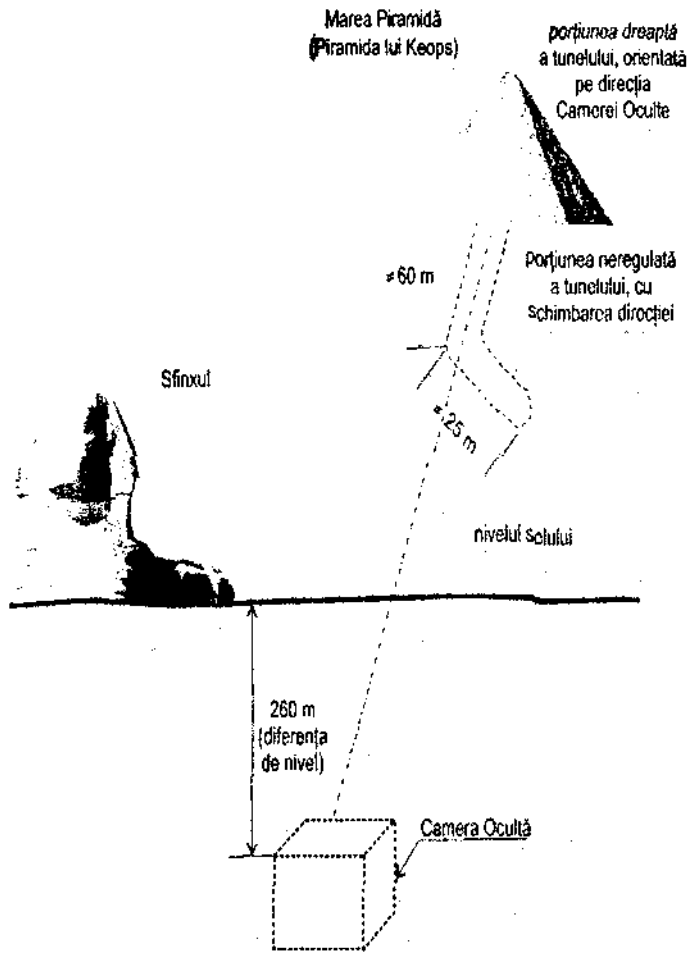 Marea Piramidă
(Piramida lui Keops)
porțiunea dreaptă
a tunelului, orientată
pe direcția
Camerei Oculte
≠60 m
Porțiunea neregulată
a tunelului, cu
schimbarea direcției
Sfinxul
≠ 25 m
nivelul solului
260 m
(diferența
de nivel)
Camera Ocultă